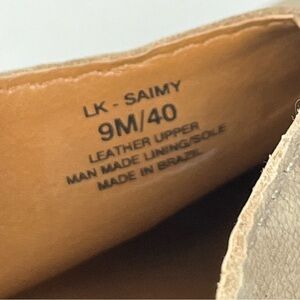 LK - SAIMY
9M/40
LEATHER UPPER
MAN MADE LINING/SOLE
MADE IN BRAZIL